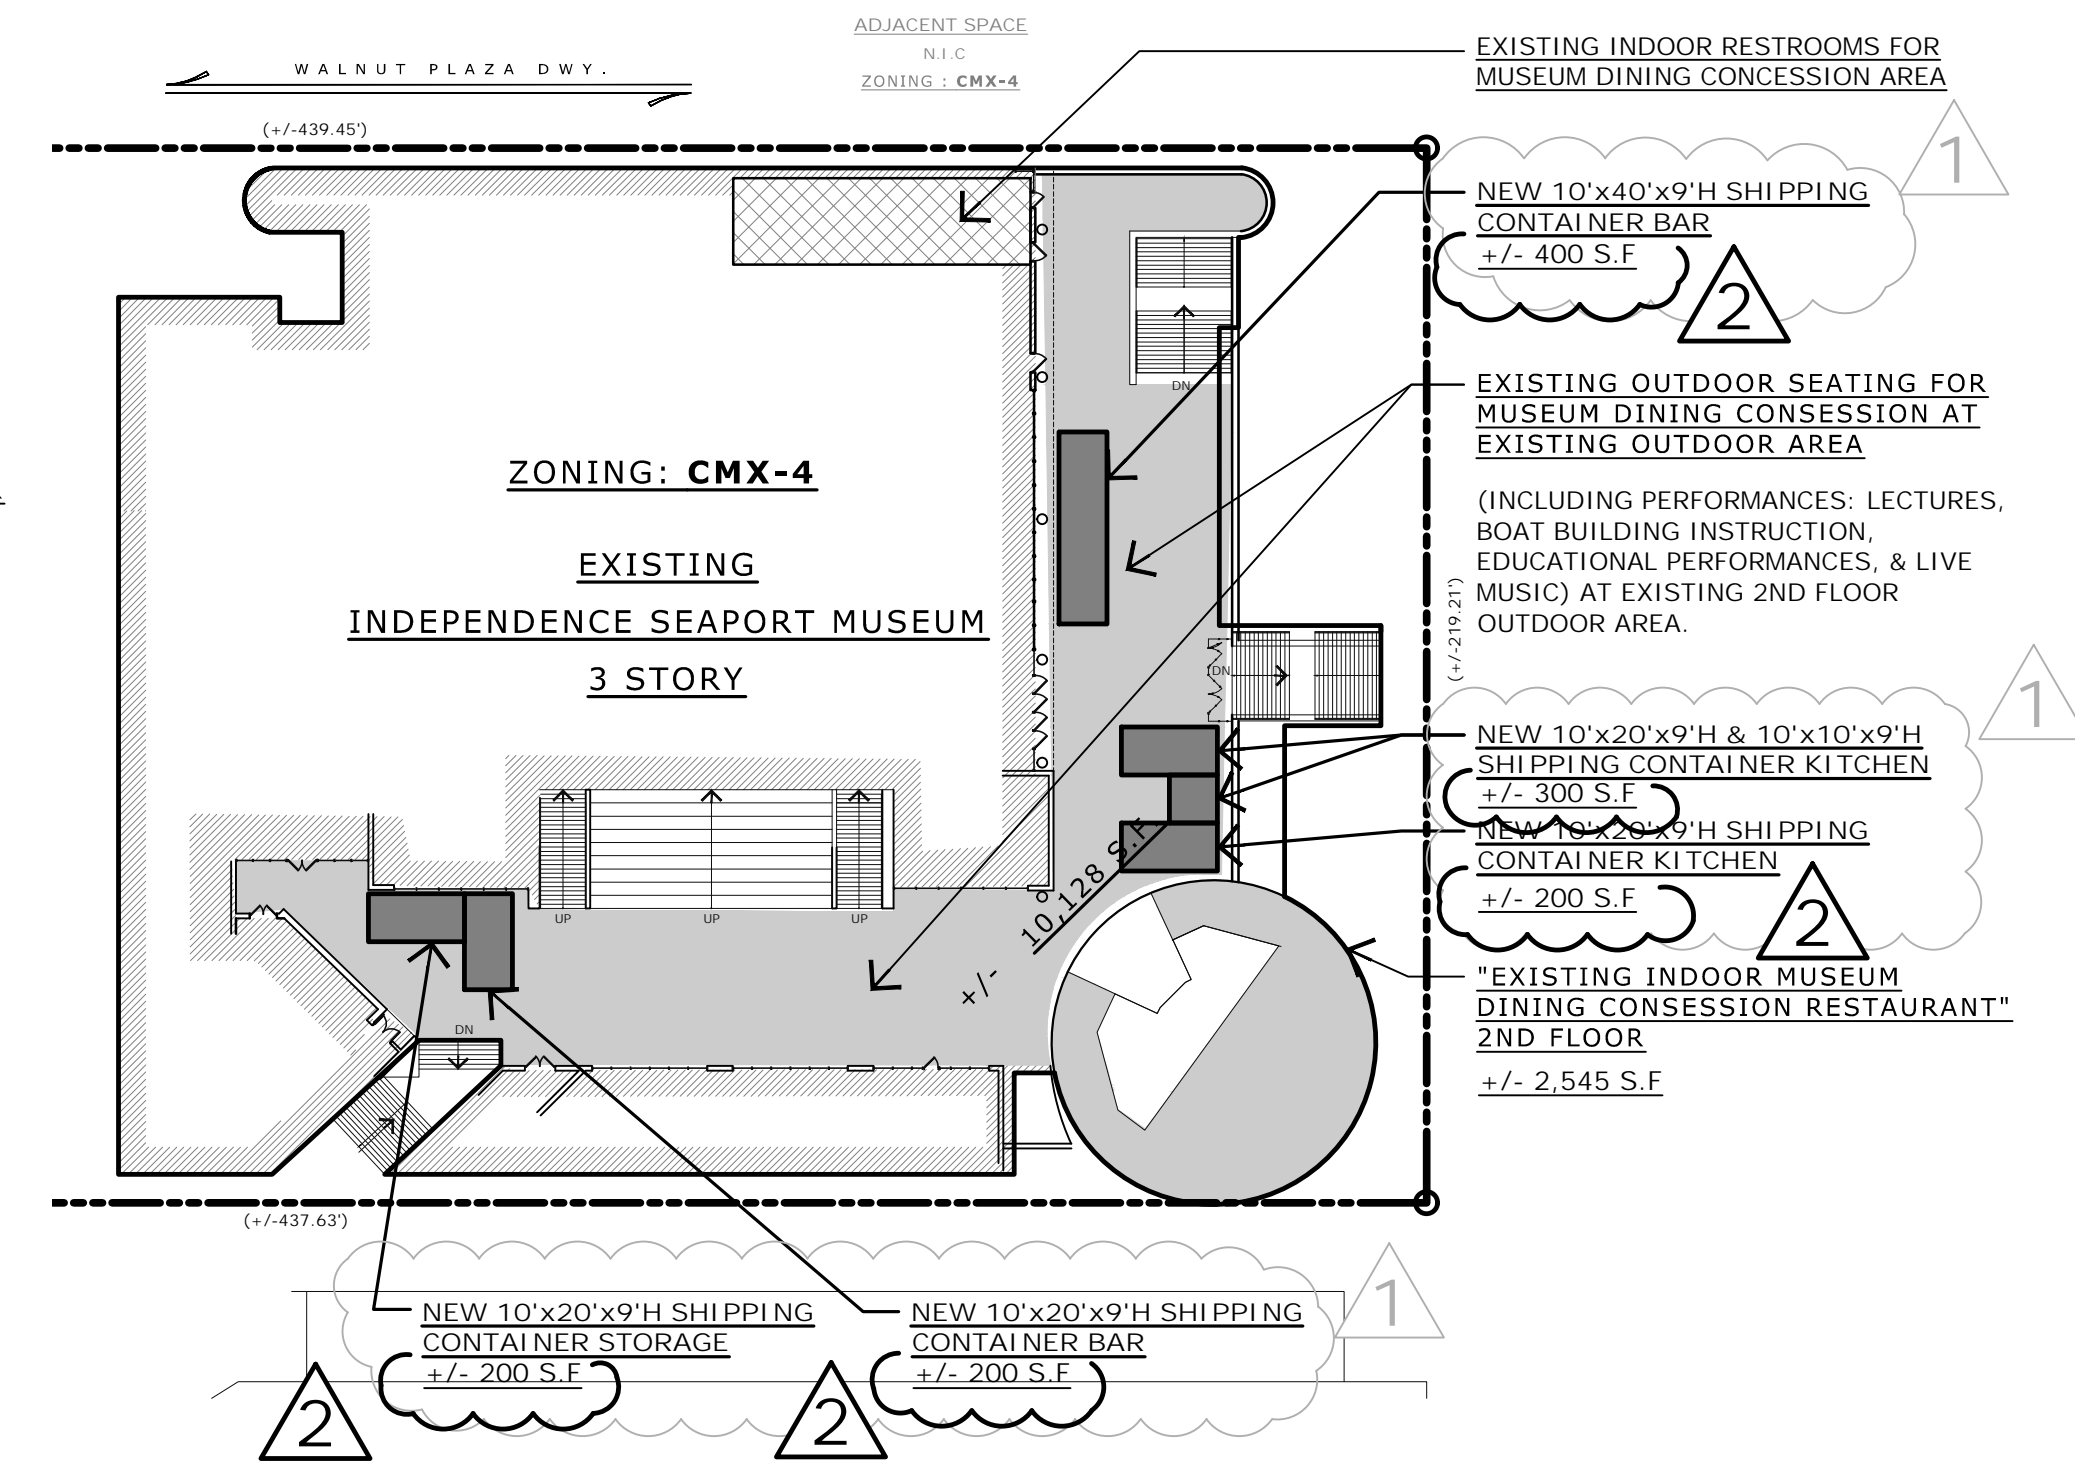 ADJACENT SPACE
N.I.C
ZONING : CMX-4
WALNUT PLAZA DWY.
(+/-439.45')
EXISTING INDOOR RESTROOMS FOR
MUSEUM DINING CONCESSION AREA
1
NEW 10'x40'x9'H SHIPPING
CONTAINER BAR
+/- 400 S.F
2
DN
EXISTING OUTDOOR SEATING FOR
MUSEUM DINING CONSESSION AT
EXISTING OUTDOOR AREA
(INCLUDING PERFORMANCES: LECTURES,
BOAT BUILDING INSTRUCTION,
EDUCATIONAL PERFORMANCES, & LIVE
MUSIC) AT EXISTING 2ND FLOOR
OUTDOOR AREA.
(+/-219.21')
ZONING: CMX-4
EXISTING
INDEPENDENCE SEAPORT MUSEUM
3 STORY
DN
1
NEW 10'x20'x9'H & 10'x10'x9'H
SHIPPING CONTAINER KITCHEN
+/- 300 S.F
NEW 10'x20'x9'H SHIPPING
CONTAINER KITCHEN
+/- 200 S.F
2
+/- 10,128 S.F.
UP
UP
UP
DN
"EXISTING INDOOR MUSEUM
DINING CONSESSION RESTAURANT"
2ND FLOOR
+/- 2,545 S.F
(+/-437.63')
1
NEW 10'x20'x9'H SHIPPING
CONTAINER STORAGE
+/- 200 S.F
2
NEW 10'x20'x9'H SHIPPING
CONTAINER BAR
+/- 200 S.F
2